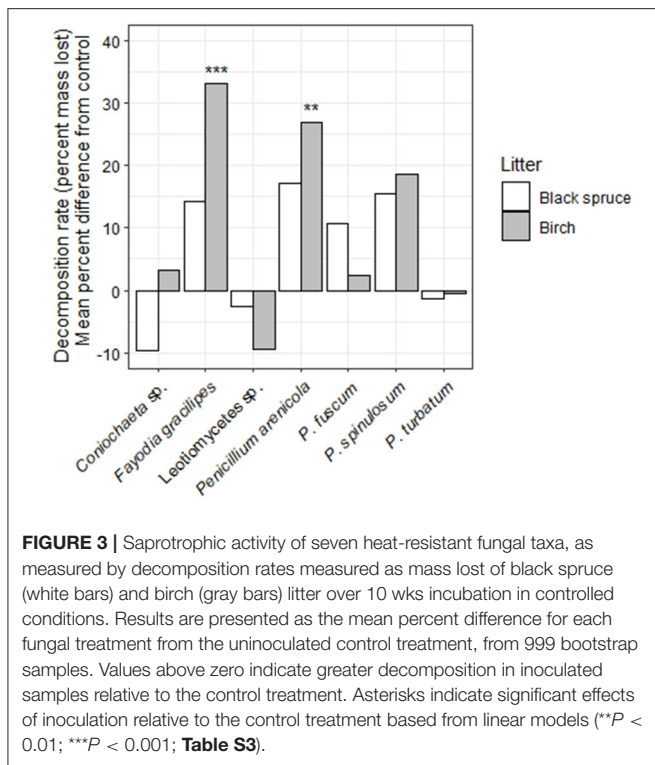 Decomposition rate (percent mass lost)
Mean percent difference from control
40
30
20
10
0
-10
***
**
Litter
Black spruce
Birch
Coniochaeta sp.
Fayodia gracilipes
Leotiomycetes sp.
Penicillium arenicola
P. fuscum
P. spinulosum
P. turbatum
FIGURE 3 | Saprotrophic activity of seven heat-resistant fungal taxa, as
measured by decomposition rates measured as mass lost of black spruce
(white bars) and birch (gray bars) litter over 10 wks incubation in controlled
conditions. Results are presented as the mean percent difference for each
fungal treatment from the uninoculated control treatment, from 999 bootstrap
samples. Values above zero indicate greater decomposition in inoculated
samples relative to the control treatment. Asterisks indicate significant effects
of inoculation relative to the control treatment based from linear models (**P <
0.01; ***P < 0.001; Table S3).